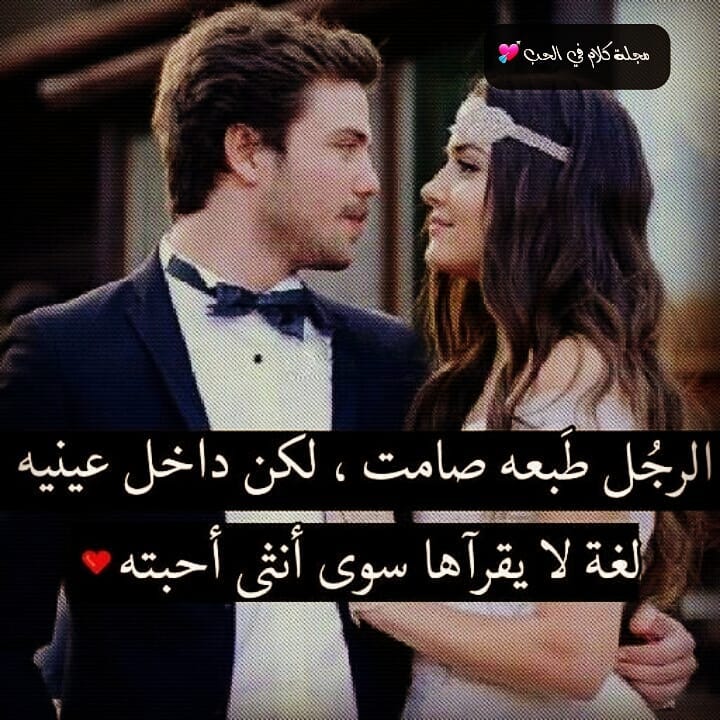 مجلة كلام في الحب 💘
الرجُل طَبعه صامت ، لكن داخل عينيه
لغة لا يقرآها سوى أنثى أحبته ❤